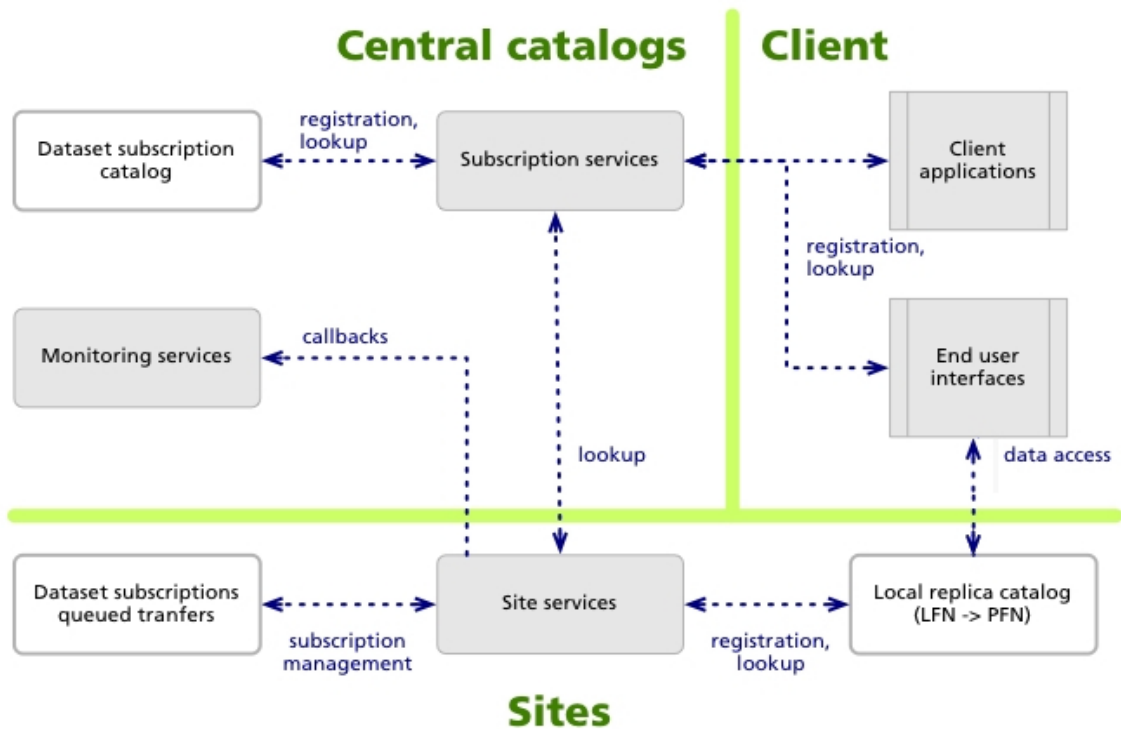 Central catalogs
Client
registration,
lookup
Dataset subscription
catalog
Subscription services
Client
applications
registration,
lookup
Monitoring services
callbacks
End user
interfaces
lookup
data access
Dataset subscriptions
queued tranfers
Site services
Local replica catalog
(LFN -> PFN)
subscription
management
registration,
lookup
Sites